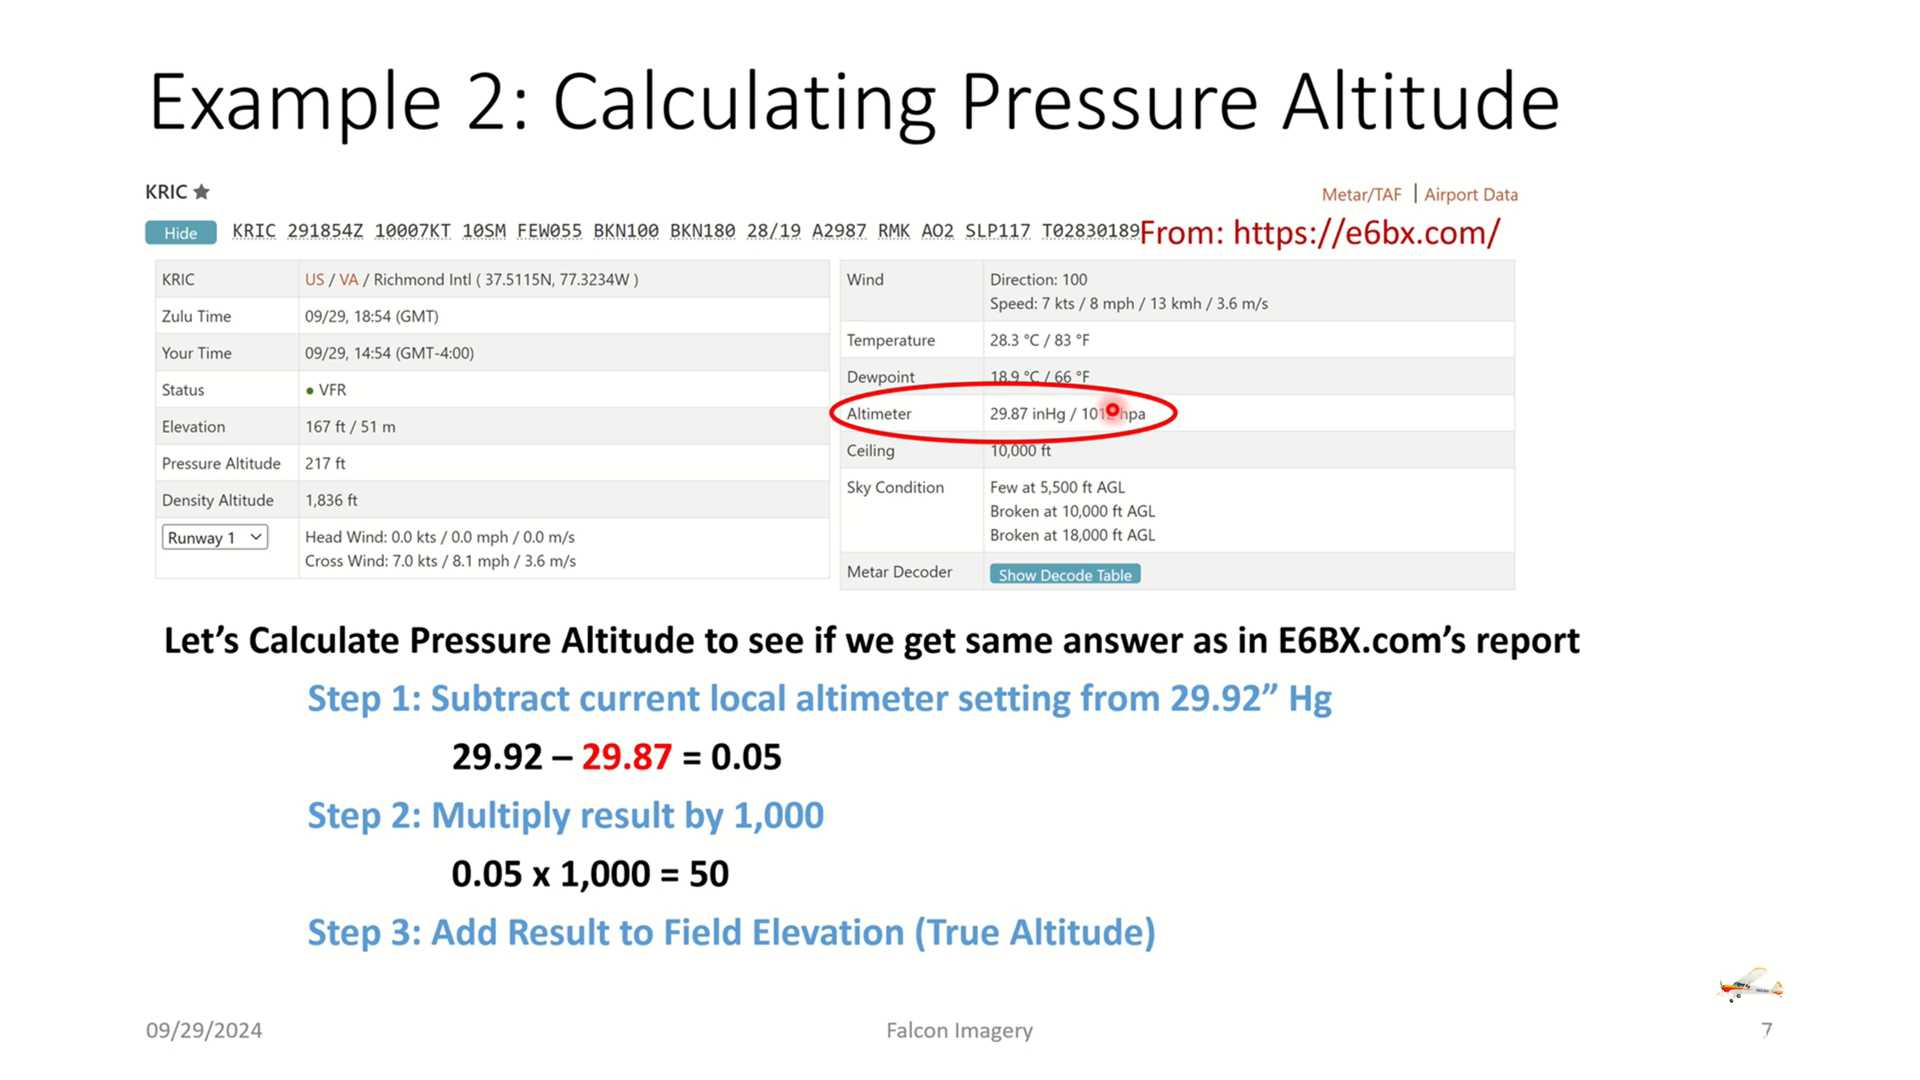 Example 2: Calculating Pressure Altitude
KRIC
Metar/TAF | Airport Data
Hide KRIC 291854Z 10007KT 10SM FEW055 BKN100 BKN180 28/19 A2987 RMK AO2 SLP117 T02830189
From: https://e6bx.com/
KRIC US / VA / Richmond Intl ( 37.5115N, 77.3234W )
Zulu Time 09/29, 18:54 (GMT)
Your Time 09/29, 14:54 (GMT-4:00)
Status VFR
Elevation 167 ft / 51 m
Pressure Altitude 217 ft
Density Altitude 1,836 ft
Runway 1 Head Wind: 0.0 kts / 0.0 mph / 0.0 m/s
Cross Wind: 7.0 kts / 8.1 mph / 3.6 m/s
Wind Direction: 100
Speed: 7 kts / 8 mph / 13 kmh / 3.6 m/s
Temperature 28.3 °C / 83 °F
Dewpoint 18.9 °C / 66 °F
Altimeter 29.87 inHg / 1012 hpa
Ceiling 10,000 ft
Sky Condition Few at 5,500 ft AGL
Broken at 10,000 ft AGL
Broken at 18,000 ft AGL
Metar Decoder Show Decode Table
Let’s Calculate Pressure Altitude to see if we get same answer as in E6BX.com’s report
Step 1: Subtract current local altimeter setting from 29.92” Hg
29.92 – 29.87 = 0.05
Step 2: Multiply result by 1,000
0.05 x 1,000 = 50
Step 3: Add Result to Field Elevation (True Altitude)
09/29/2024
Falcon Imagery
7